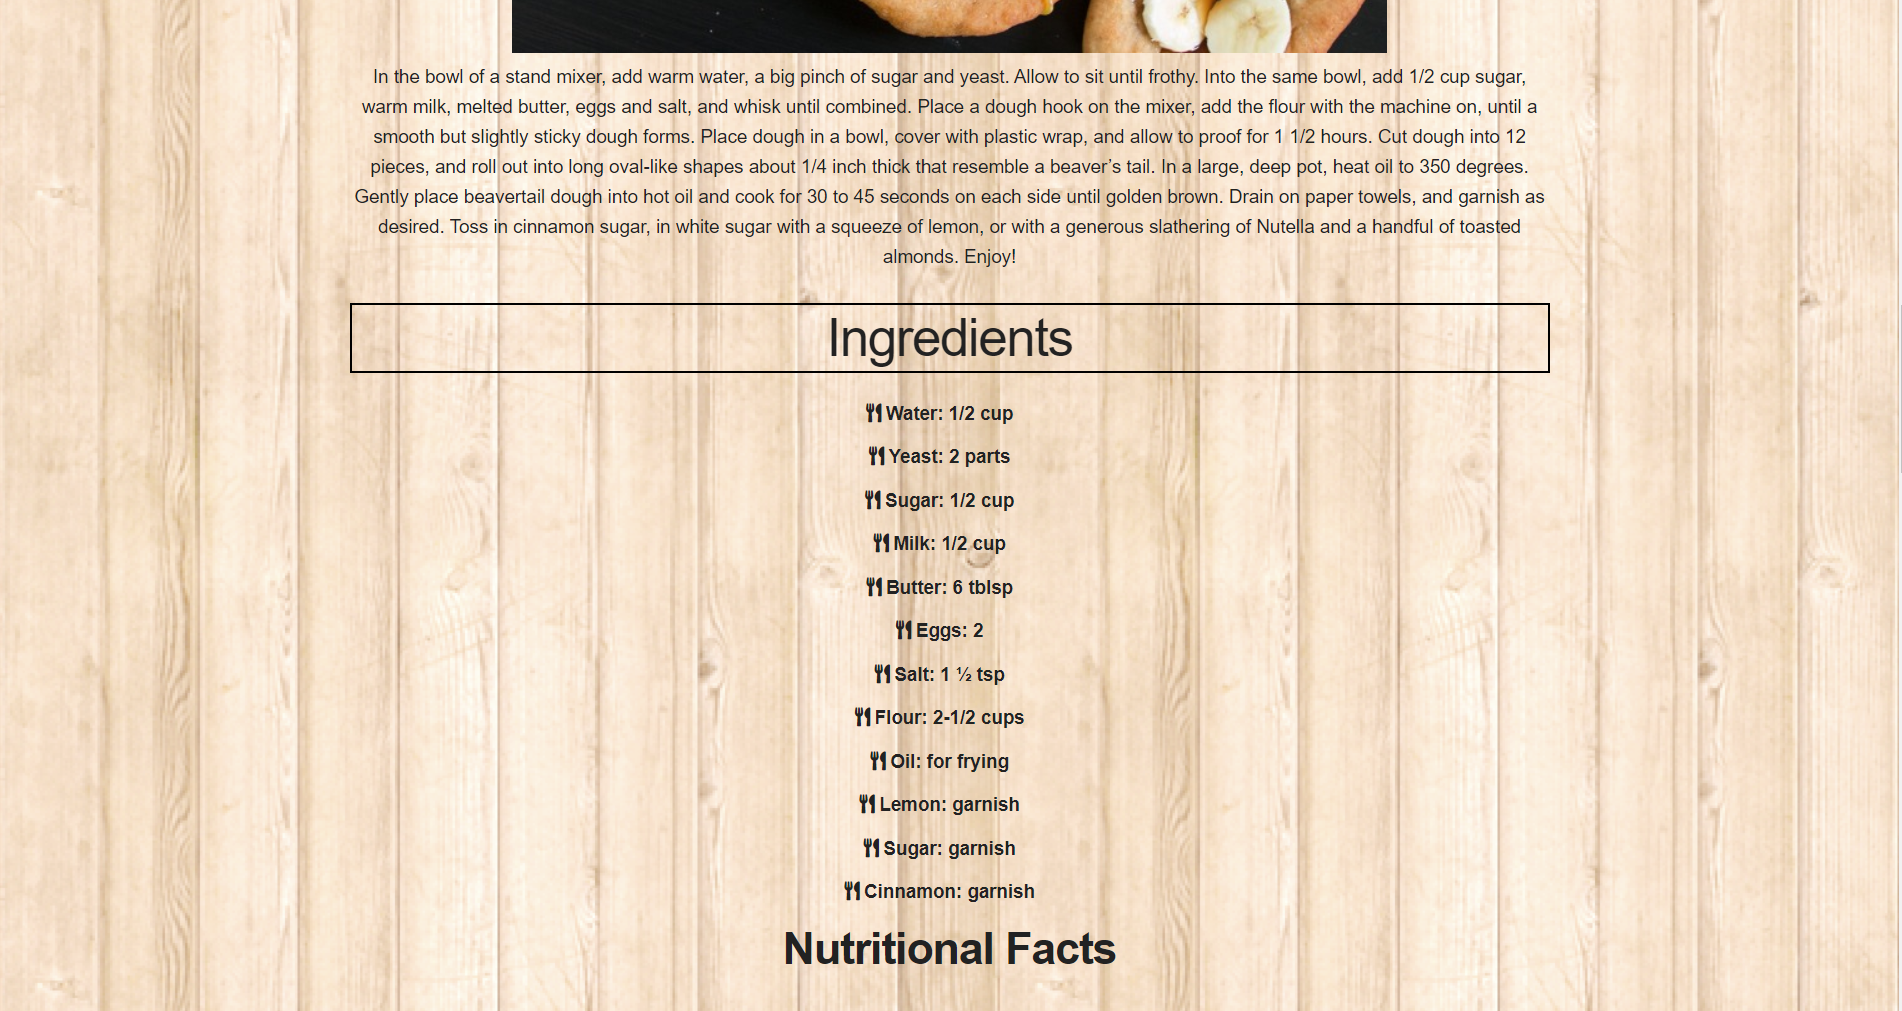 In the bowl of a stand mixer, add warm water, a big pinch of sugar and yeast. Allow to sit until frothy. Into the same bowl, add 1/2 cup sugar,
warm milk, melted butter, eggs and salt, and whisk until combined. Place a dough hook on the mixer, add the flour with the machine on, until a
smooth but slightly sticky dough forms. Place dough in a bowl, cover with plastic wrap, and allow to proof for 1 1/2 hours. Cut dough into 12
pieces, and roll out into long oval-like shapes about 1/4 inch thick that resemble a beaver’s tail. In a large, deep pot, heat oil to 350 degrees.
Gently place beavertail dough into hot oil and cook for 30 to 45 seconds on each side until golden brown. Drain on paper towels, and garnish as
desired. Toss in cinnamon sugar, in white sugar with a squeeze of lemon, or with a generous slathering of Nutella and a handful of toasted
almonds. Enjoy!
Ingredients
Water: 1/2 cup
Yeast: 2 parts
Sugar: 1/2 cup
Milk: 1/2 cup
Butter: 6 tblsp
Eggs: 2
Salt: 1 ½ tsp
Flour: 2-1/2 cups
Oil: for frying
Lemon: garnish
Sugar: garnish
Cinnamon: garnish
Nutritional Facts